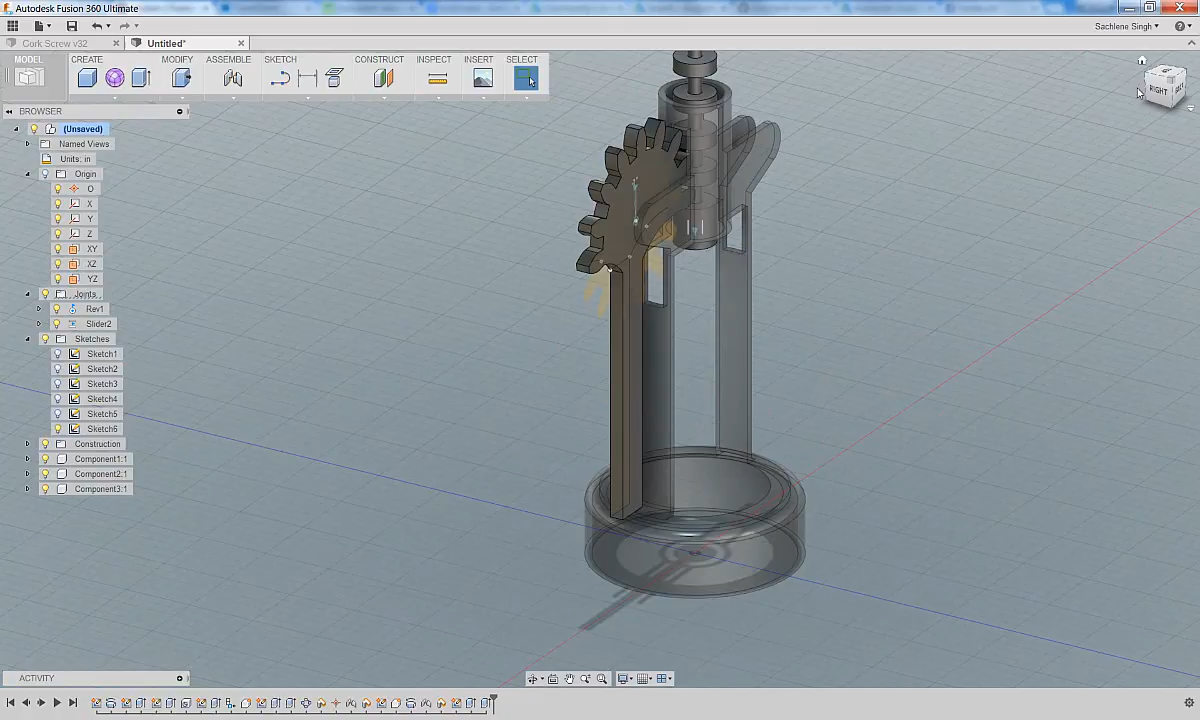 Autodesk Fusion 360 Ultimate
Sachlene Singh
Cork Screw v32
Untitled*
MODEL
CREATE
MODIFY
ASSEMBLE
SKETCH
CONSTRUCT
INSPECT
INSERT
SELECT
BROWSER
(Unsaved)
Named Views
Units: in
Origin
O
X
Y
Z
XY
XZ
YZ
Joints
Rev1
Slider2
Sketches
Sketch1
Sketch2
Sketch3
Sketch4
Sketch5
Sketch6
Construction
Component1:1
Component2:1
Component3:1
RIGHT
ACTIVITY